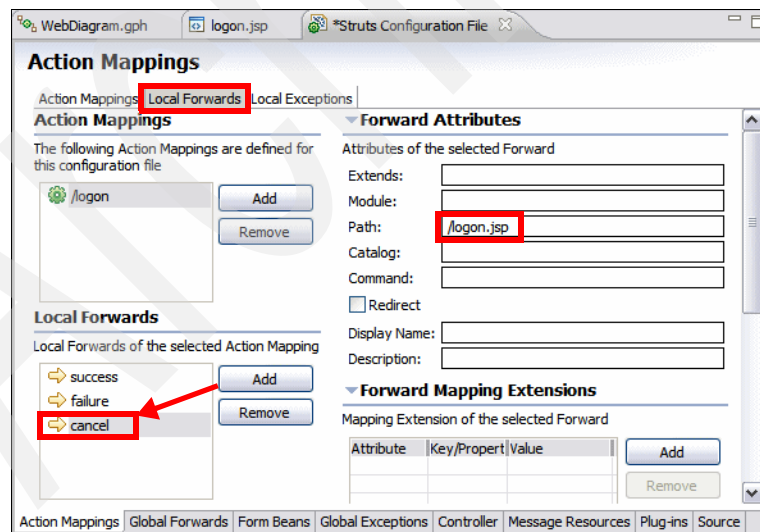 WebDiagram.gph logon.jsp *Struts Configuration File
Action Mappings
Action Mappings Local Forwards Local Exceptions
Action Mappings
The following Action Mappings are defined for
this configuration file
/logon
Add
Remove
Local Forwards
Local Forwards of the selected Action Mapping
success
failure
cancel
Add
Remove
Forward Attributes
Attributes of the selected Forward
Extends:
Module:
Path: /logon.jsp
Catalog:
Command:
Redirect
Display Name:
Description:
Forward Mapping Extensions
Mapping Extension of the selected Forward
Attribute Key/Propert Value
Add
Remove
Action Mappings Global Forwards Form Beans Global Exceptions Controller Message Resources Plug-ins Source